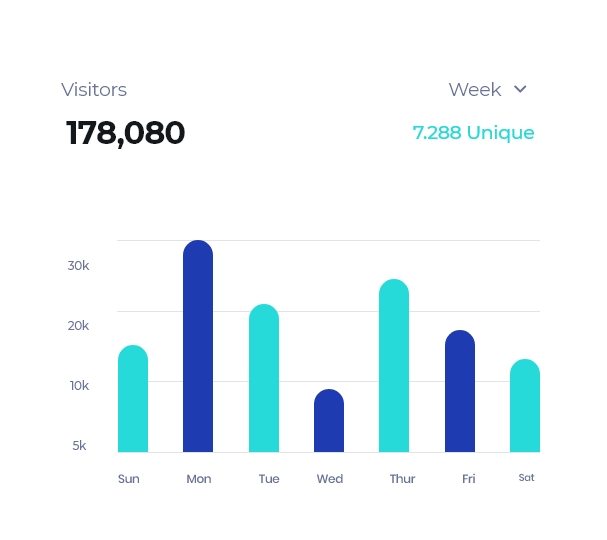 Visitors
Week
178,080
7.288 Unique
30k
20k
10k
5k
Sun Mon Tue Wed Thur Fri Sat